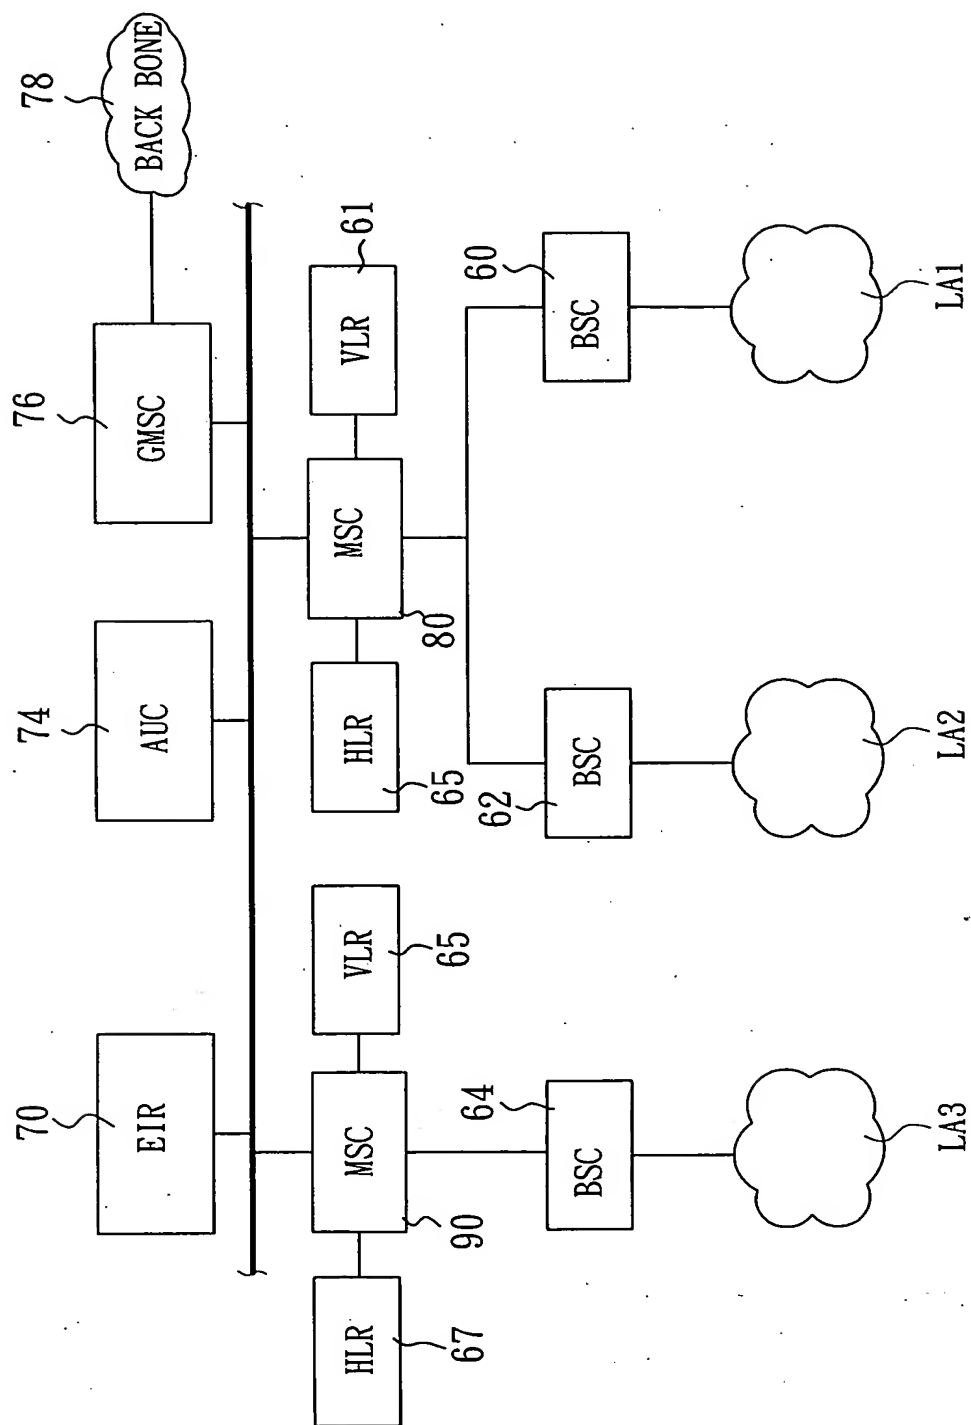 70
74
76
78
EIR
AUC
GMSC
BACK BONE
HLR
MSC
VLR
HLR
MSC
VLR
61
67
90
65
65
80
64
62
60
BSC
BSC
BSC
LA3
LA2
LA1